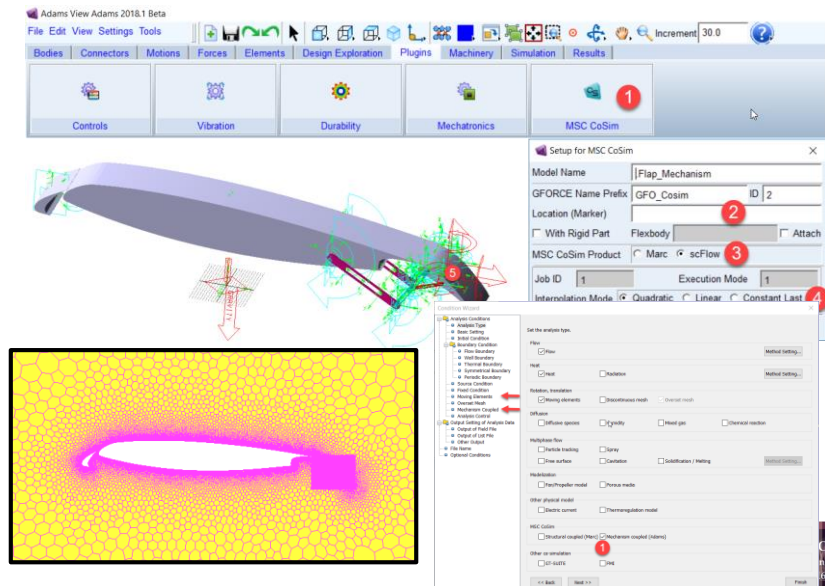 Adams View Adams 2018.1 Beta
File Edit View Settings Tools
Increment 30.0
Bodies Connectors Motions Forces Elements Design Exploration Plugins Machinery Simulation Results
1
Controls Vibration Durability Mechatronics MSC CoSim
Setup for MSC CoSim
Model Name Flap_Mechanism
GFORCE Name Prefix GFO_Cosim ID 2
Location (Marker) 2
With Rigid Part Flexbody Attach
MSC CoSim Product Marc scFlow 3
Job ID 1 Execution Mode 1
Interpolation Mode Quadratic Linear Constant Last 4
5
GRAVITY
Condition Wizard
Analysis Conditions
Analysis Type
Basic Setting
Initial Condition
Boundary Condition
Flow Boundary
Wall Boundary
Thermal Boundary
Symmetrical Boundary
Periodic Boundary
Source Condition
Fixed Condition
Moving Elements
Overset Mesh
Mechanism Coupled
Analysis Control
Output Setting of Analysis Data
Output of Field File
Output of List File
Other Output
File Name
Optional Conditions
Set the analysis type.
Flow
Flow Method Setting...
Heat
Heat Radiation Method Setting...
Rotation, translation
Moving elements Discontinuous mesh Overset mesh
Diffusion
Diffusive species Humidity Mixed gas Chemical reaction
Multiphase flow
Particle tracking Spray
Free surface Cavitation Solidification / Melting Method Setting...
Modelization
Fan/Propeller model Porous media
Other physical model
Electric current Thermoregulation model
MSC CoSim
Structural coupled (Marc) Mechanism coupled (Adams)
1
Other co-simulation
GT-SUITE FMI
<< Back Next >> Finish